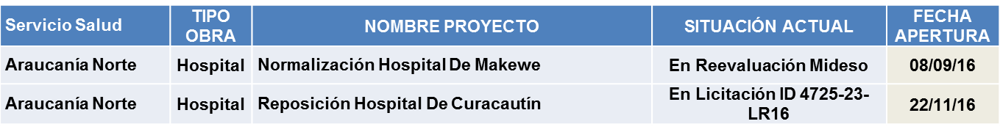 Servicio Salud
TIPO
OBRA
NOMBRE PROYECTO
SITUACIÓN ACTUAL
FECHA
APERTURA
Araucanía Norte
Hospital
Normalización Hospital De Makewe
En Reevaluación Mideso
08/09/16
Araucanía Norte
Hospital
Reposición Hospital De Curacautín
En Licitación ID 4725-23-
LR16
22/11/16